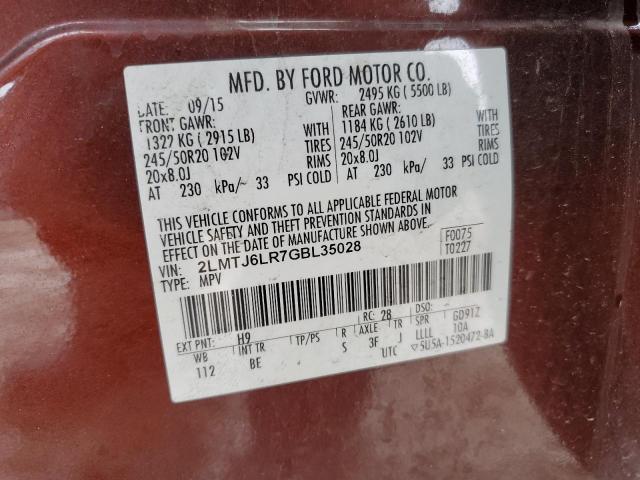 MFD. BY FORD MOTOR CO.
DATE: 09/15 GVWR: 2495 KG ( 5500 LB)
FRONT GAWR: REAR GAWR:
1322 KG ( 2915 LB) WITH 1184 KG ( 2610 LB) WITH
245/50R20 102V TIRES 245/50R20 102V TIRES
20x8.0J RIMS 20x8.0J RIMS
AT 230 kPa/~ 33 PSI COLD AT 230 kPa/ 33 PSI COLD
THIS VEHICLE CONFORMS TO ALL APPLICABLE FEDERAL MOTOR
VEHICLE SAFETY AND THEFT PREVENTION STANDARDS IN
EFFECT ON THE DATE OF MANUFACTURE SHOWN ABOVE.
VIN: 2LMTJ6LR7GBL35028 F0075
TYPE: MPV T0227
EXT PNT: H9 RC: 28 DSO:
WB INT TR TP/PS R AXLE TR SPR GD91Z
112 BE S 3F J LLLL 10A
UTC ▽5U5A-1520472-BA